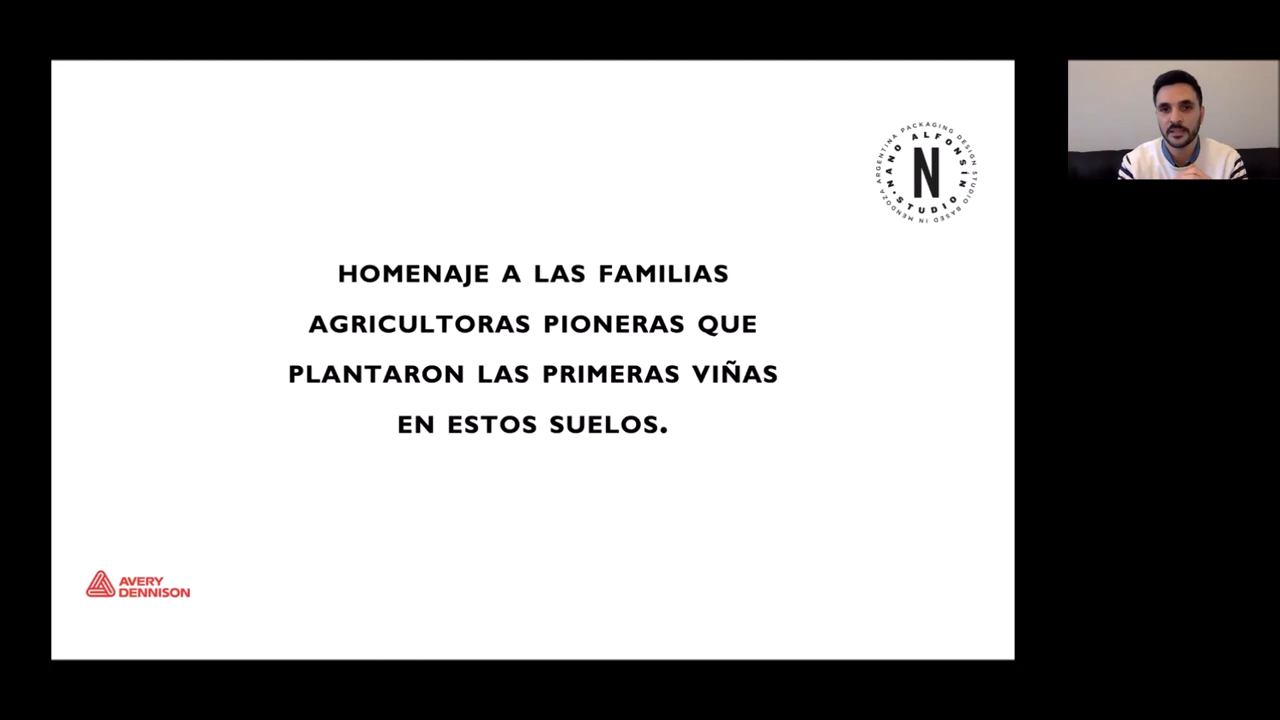 ARGENTINA PACKAGING DESIGN STUDIO BASED IN MENDOZA
NANO ALFONSÍN
N
STUDIO
HOMENAJE A LAS FAMILIAS
AGRICULTORAS PIONERAS QUE
PLANTARON LAS PRIMERAS VIÑAS
EN ESTOS SUELOS.
AVERY
DENNISON